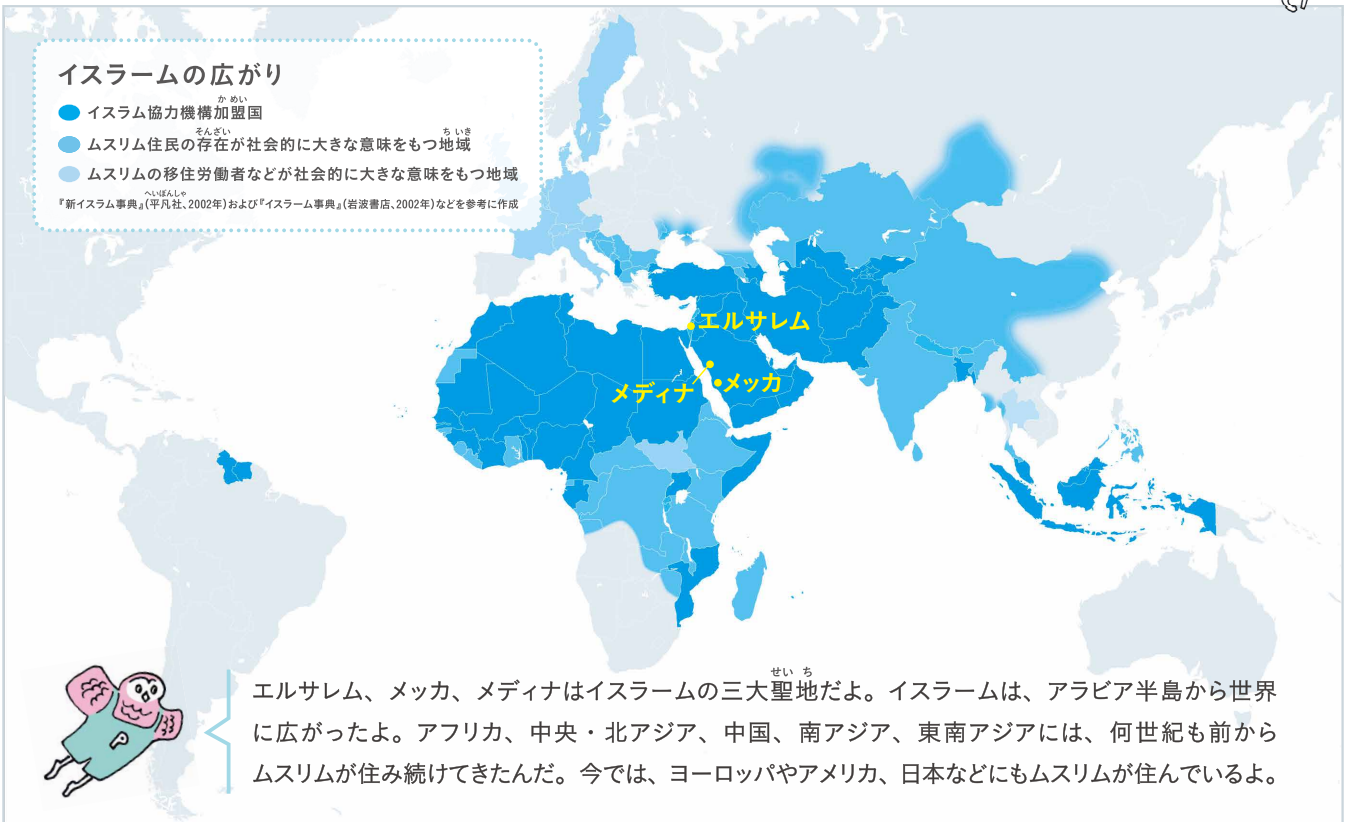 イスラームの広がり
か めい
イスラム協力機構加盟国
そんざい ち いき
ムスリム住民の存在が社会的に大きな意味をもつ地域
ムスリムの移住労働者などが社会的に大きな意味をもつ地域
へいぼんしゃ
『新イスラム事典』(平凡社、2002年)および『イスラーム事典』(岩波書店、2002年)などを参考に作成
エルサレム
メディナ
メッカ
せい ち
エルサレム、メッカ、メディナはイスラームの三大聖地だよ。イスラームは、アラビア半島から世界
に広がったよ。アフリカ、中央・北アジア、中国、南アジア、東南アジアには、何世紀も前から
ムスリムが住み続けてきたんだ。今では、ヨーロッパやアメリカ、日本などにもムスリムが住んでいるよ。